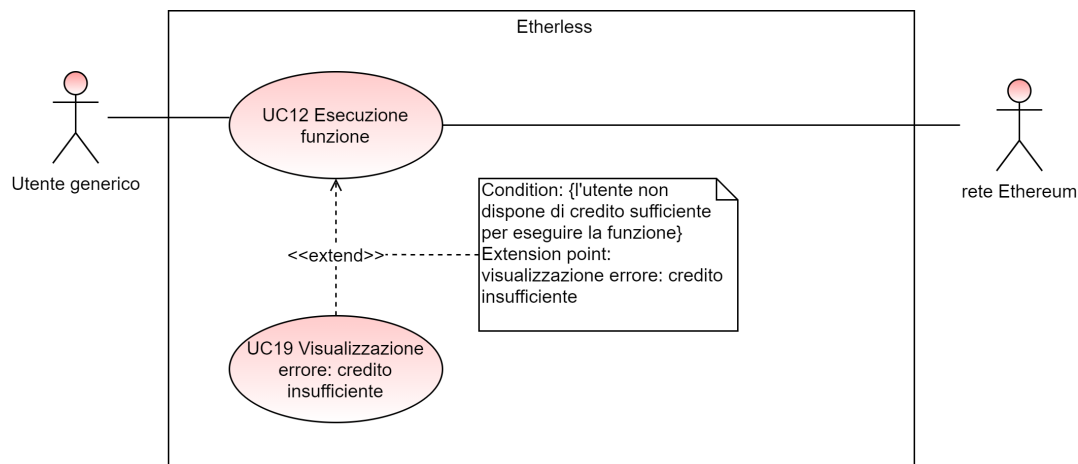 Etherless
UC12 Esecuzione
funzione
Utente generico
rete Ethereum
Condition: {l'utente non
dispone di credito sufficiente
per eseguire la funzione}
Extension point:
visualizzazione errore: credito
insufficiente
<<extend>>
UC19 Visualizzazione
errore: credito
insufficiente